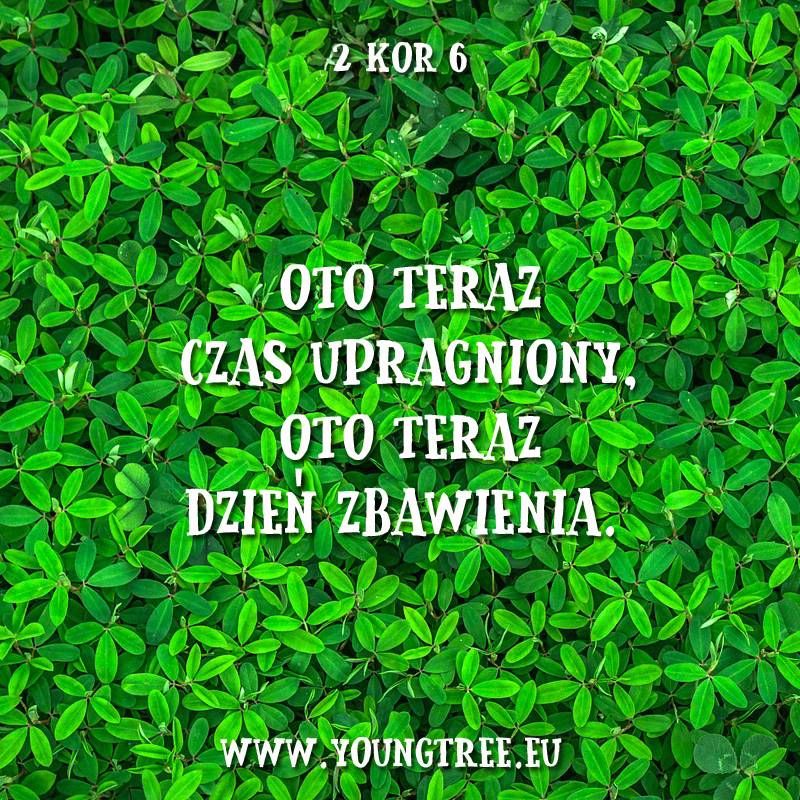 2 KOR 6
OTO TERAZ
CZAS UPRAGNIONY,
OTO TERAZ
DZIEŃ ZBAWIENIA.
WWW.YOUNGTREE.EU